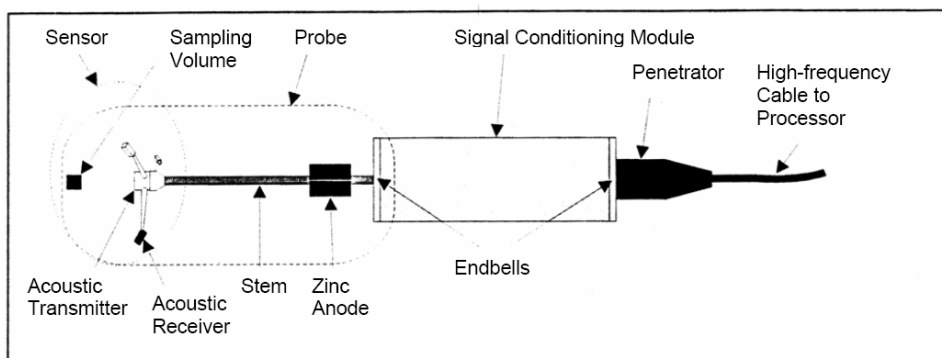 Sensor
Sampling
Volume
Probe
Signal Conditioning Module
Penetrator
High-frequency
Cable to
Processor
Acoustic
Transmitter
Acoustic
Receiver
Stem
Zinc
Anode
Endbells